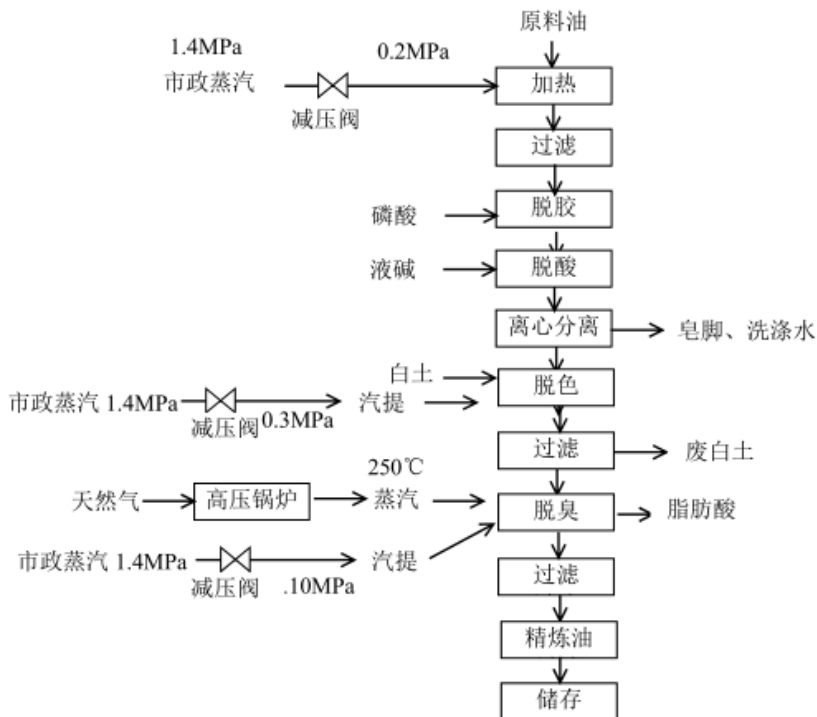 原料油
1.4MPa
0.2MPa
市政蒸汽
加热
减压阀
过滤
磷酸
脱胶
液碱
脱酸
离心分离
皂脚、洗涤水
白土
脱色
市政蒸汽 1.4MPa
0.3MPa
汽提
减压阀
过滤
废白土
250℃
天然气
高压锅炉
蒸汽
脱臭
脂肪酸
市政蒸汽 1.4MPa
汽提
减压阀
.10MPa
过滤
精炼油
储存